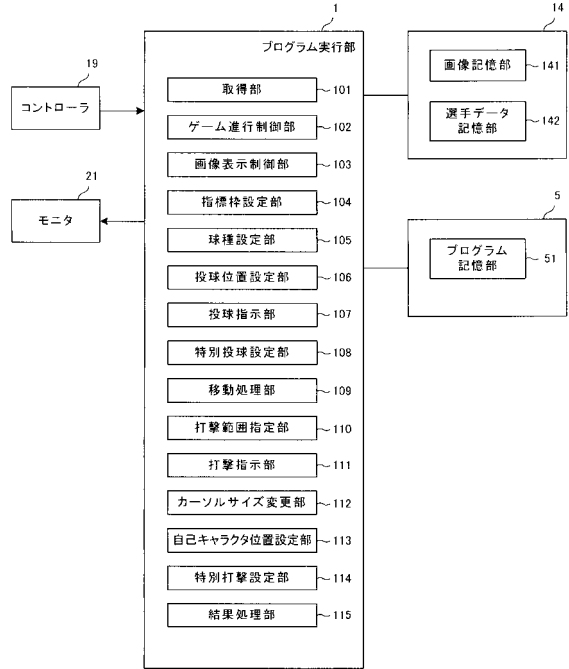 1
プログラム実行部
取得部 101
ゲーム進行制御部 102
画像表示制御部 103
指標枠設定部 104
球種設定部 105
投球位置設定部 106
投球指示部 107
特別投球設定部 108
移動処理部 109
打撃範囲指定部 110
打撃指示部 111
カーソルサイズ変更部 112
自己キャラクタ位置設定部 113
特別打撃設定部 114
結果処理部 115
19
コントローラ
21
モニタ
14
画像記憶部 141
選手データ
記憶部 142
5
プログラム
記憶部 51